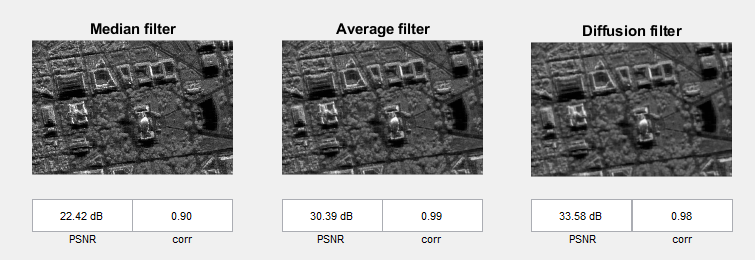 Median filter
Average filter
Diffusion filter
22.42 dB 0.90
PSNR corr
30.39 dB 0.99
PSNR corr
33.58 dB 0.98
PSNR corr